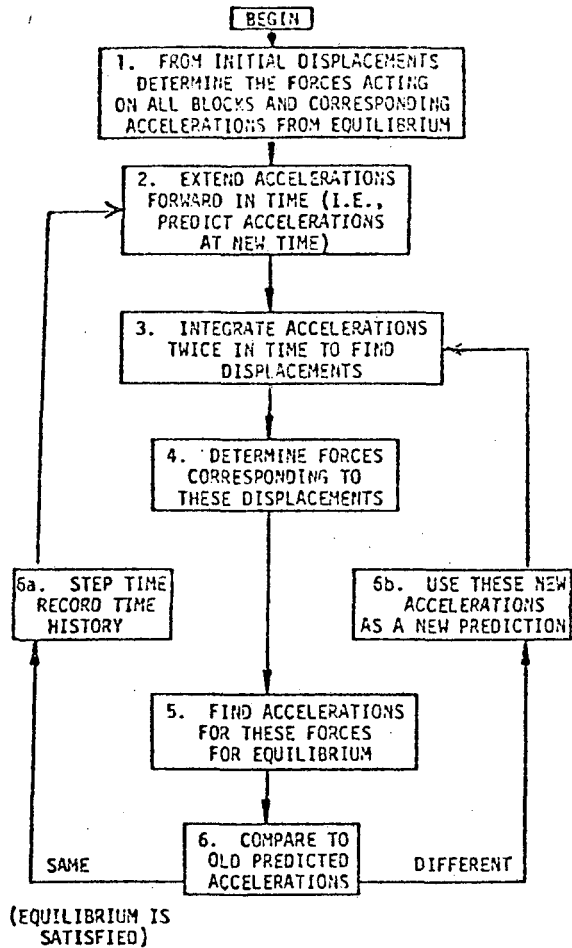 BEGIN
1. FROM INITIAL DISPLACEMENTS
DETERMINE THE FORCES ACTING
ON ALL BLOCKS AND CORRESPONDING
ACCELERATIONS FROM EQUILIBRIUM
2. EXTEND ACCELERATIONS
FORWARD IN TIME (I.E.,
PREDICT ACCELERATIONS
AT NEW TIME)
3. INTEGRATE ACCELERATIONS
TWICE IN TIME TO FIND
DISPLACEMENTS
4. DETERMINE FORCES
CORRESPONDING TO
THESE DISPLACEMENTS
6a. STEP TIME
RECORD TIME
HISTORY
6b. USE THESE NEW
ACCELERATIONS
AS A NEW PREDICTION
5. FIND ACCELERATIONS
FOR THESE FORCES
FOR EQUILIBRIUM
6. COMPARE TO
OLD PREDICTED
ACCELERATIONS
SAME
DIFFERENT
(EQUILIBRIUM IS
SATISFIED)